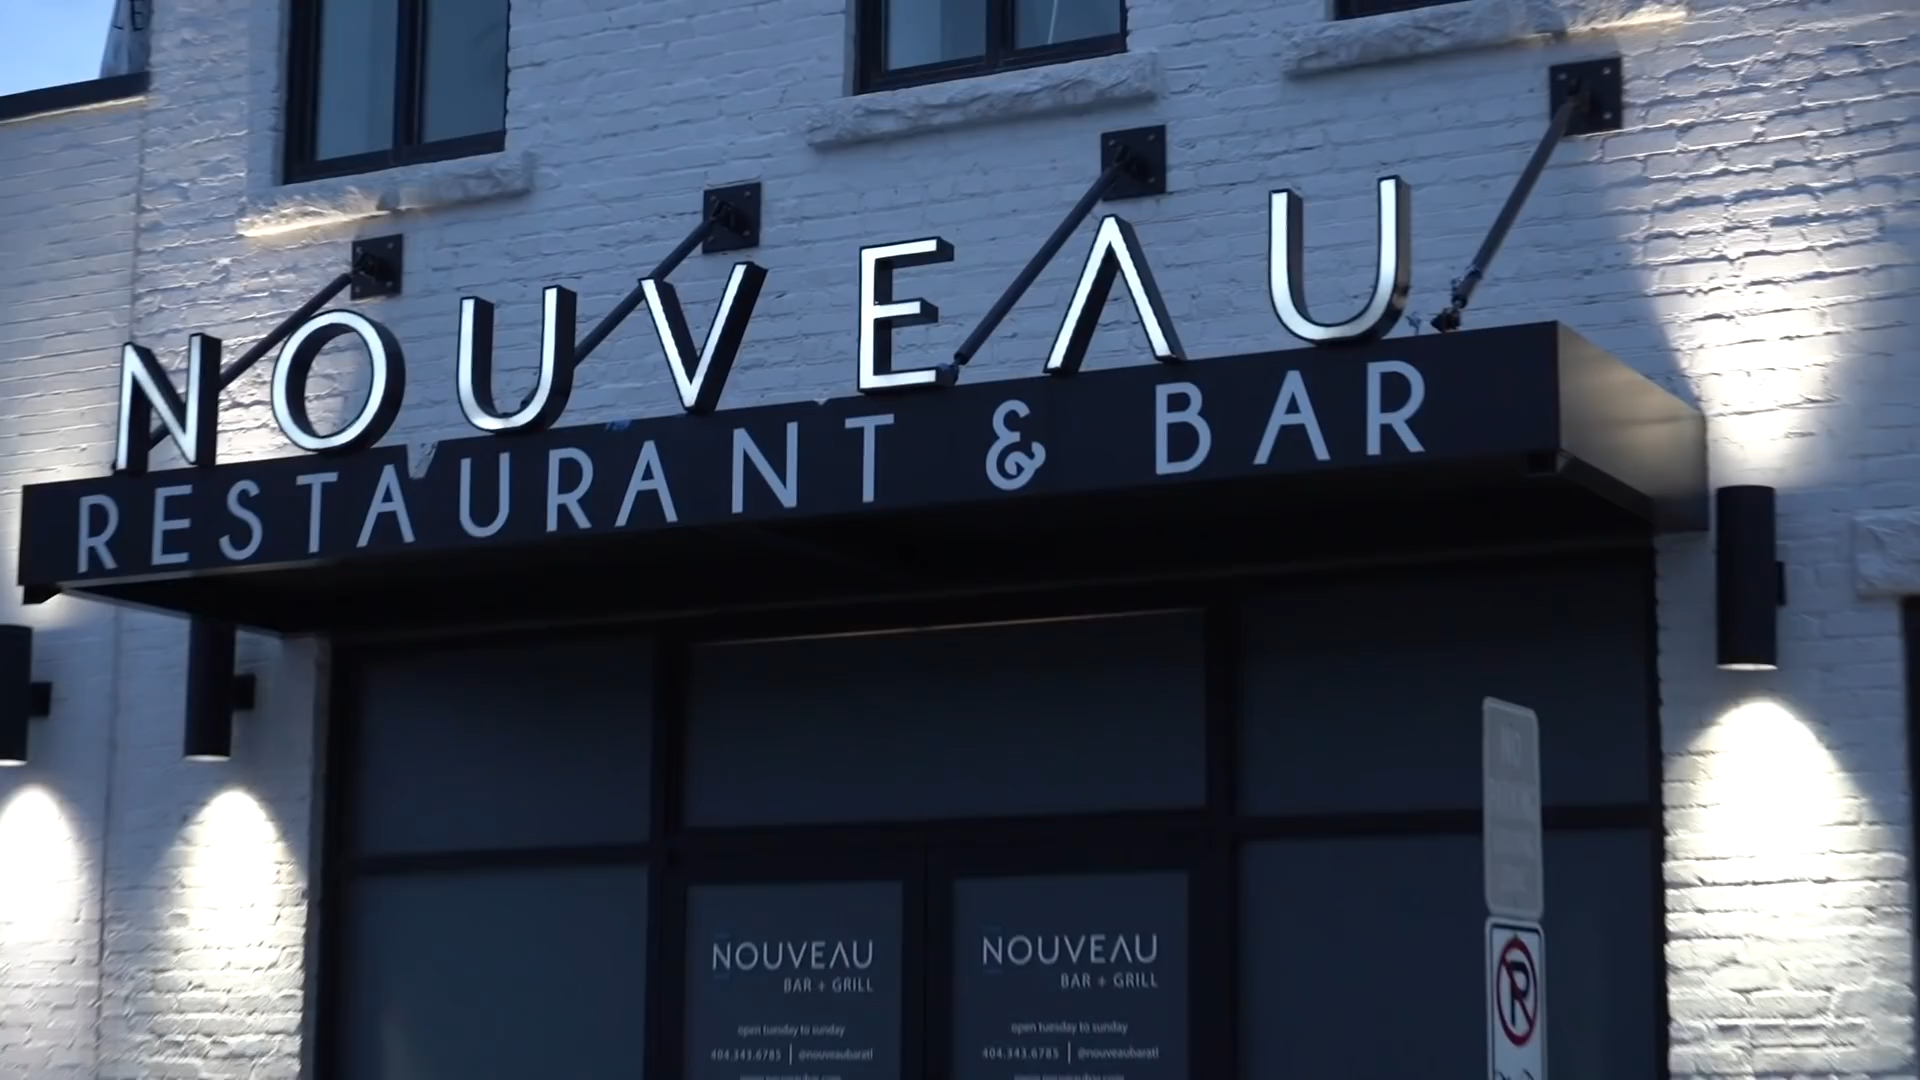 NOUVEAU
RESTAURANT & BAR
NOUVEAU
BAR + GRILL
open tuesday to sunday
404.343.6785 | @nouveaubaratl
NOUVEAU
BAR + GRILL
open tuesday to sunday
404.343.6785 | @nouveaubaratl
NO
P